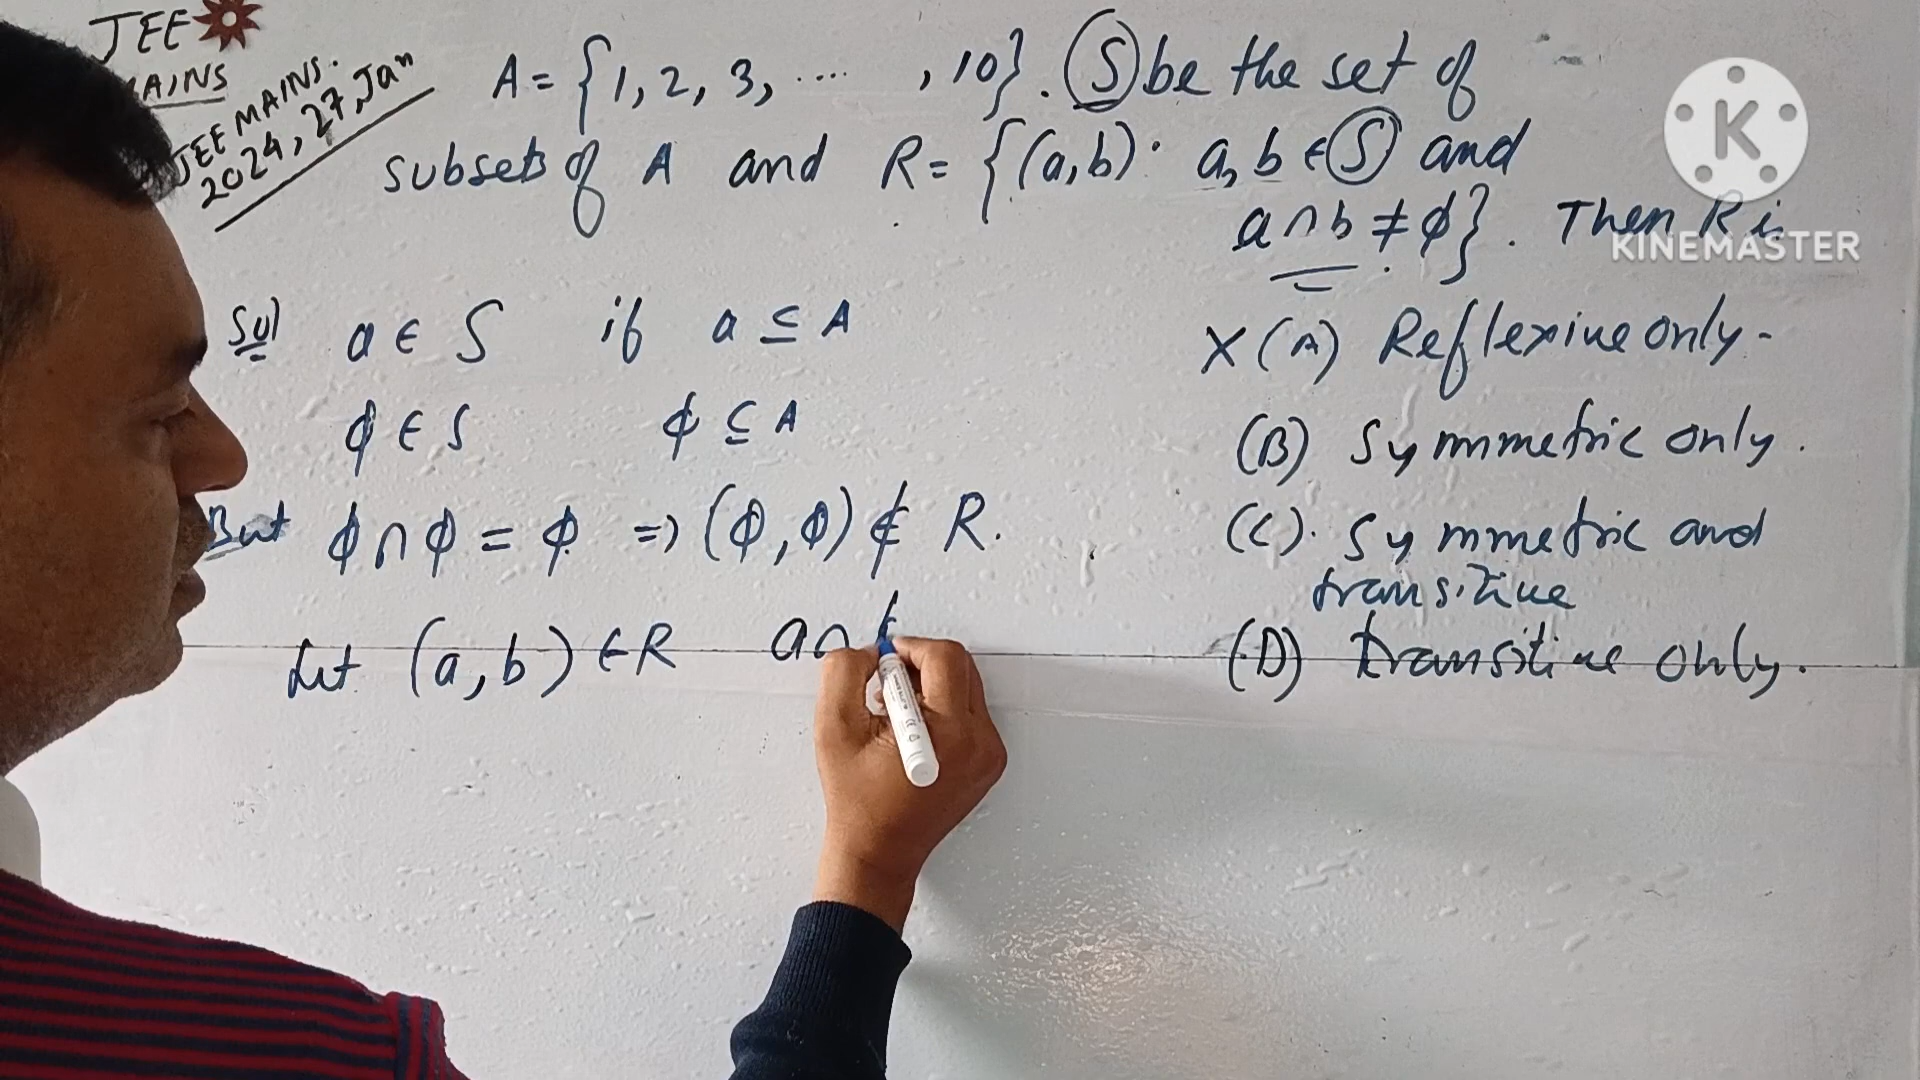 JEE
MAINS
JEE MAINS.
2024, 27, Jan
A = {1, 2, 3, ...., 10}. S be the set of
subsets of A and R = {(a,b): a, b ∈ S and
a ∩ b ≠ ϕ}. Then R is
Sol a ∈ S if a ⊆ A
ϕ ∈ S ϕ ⊆ A
But ϕ ∩ ϕ = ϕ => (ϕ, ϕ) ∉ R.
Let (a, b) ∈ R a ∩
X (A) Reflexive only.
(B) Symmetric only.
(C). Symmetric and
transitive
(D) transitive only.
K
KINEMASTER